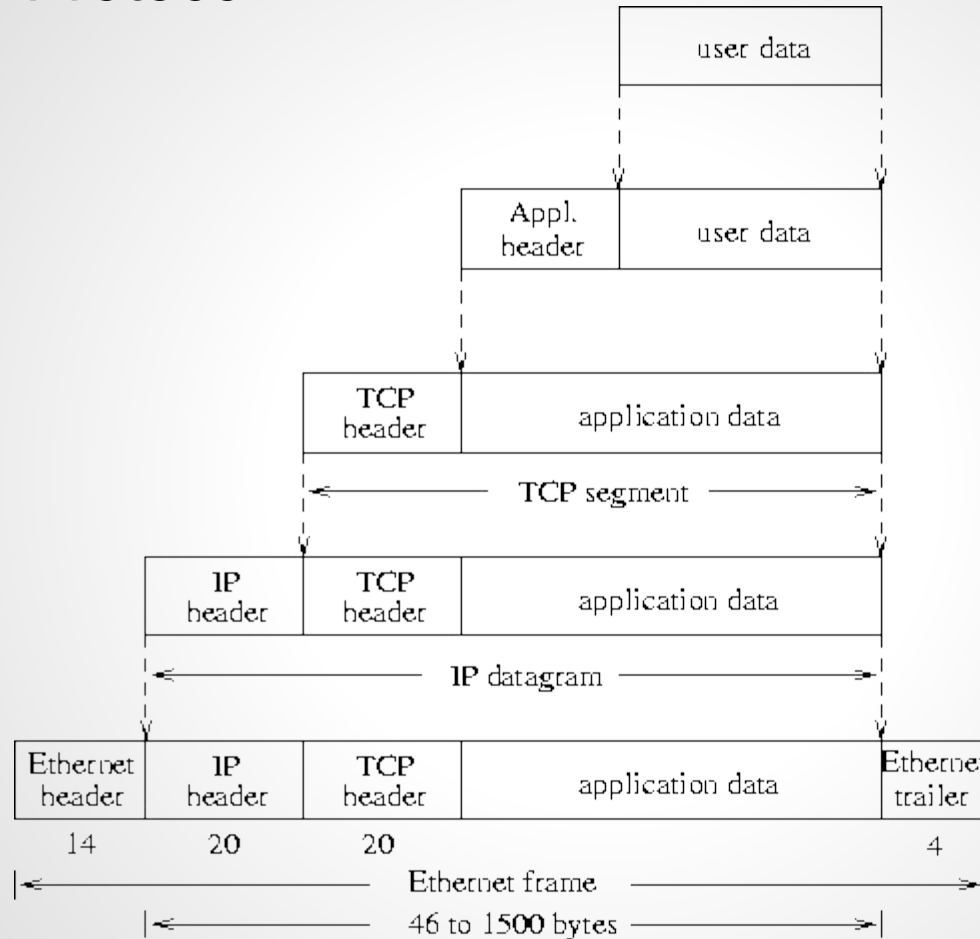 user data
Appl.
header
user data
TCP
header
application data
TCP segment
IP
header
TCP
header
application data
IP datagram
Ethernet
header
IP
header
TCP
header
application data
Ethernet
trailer
14
20
20
4
Ethernet frame
46 to 1500 bytes